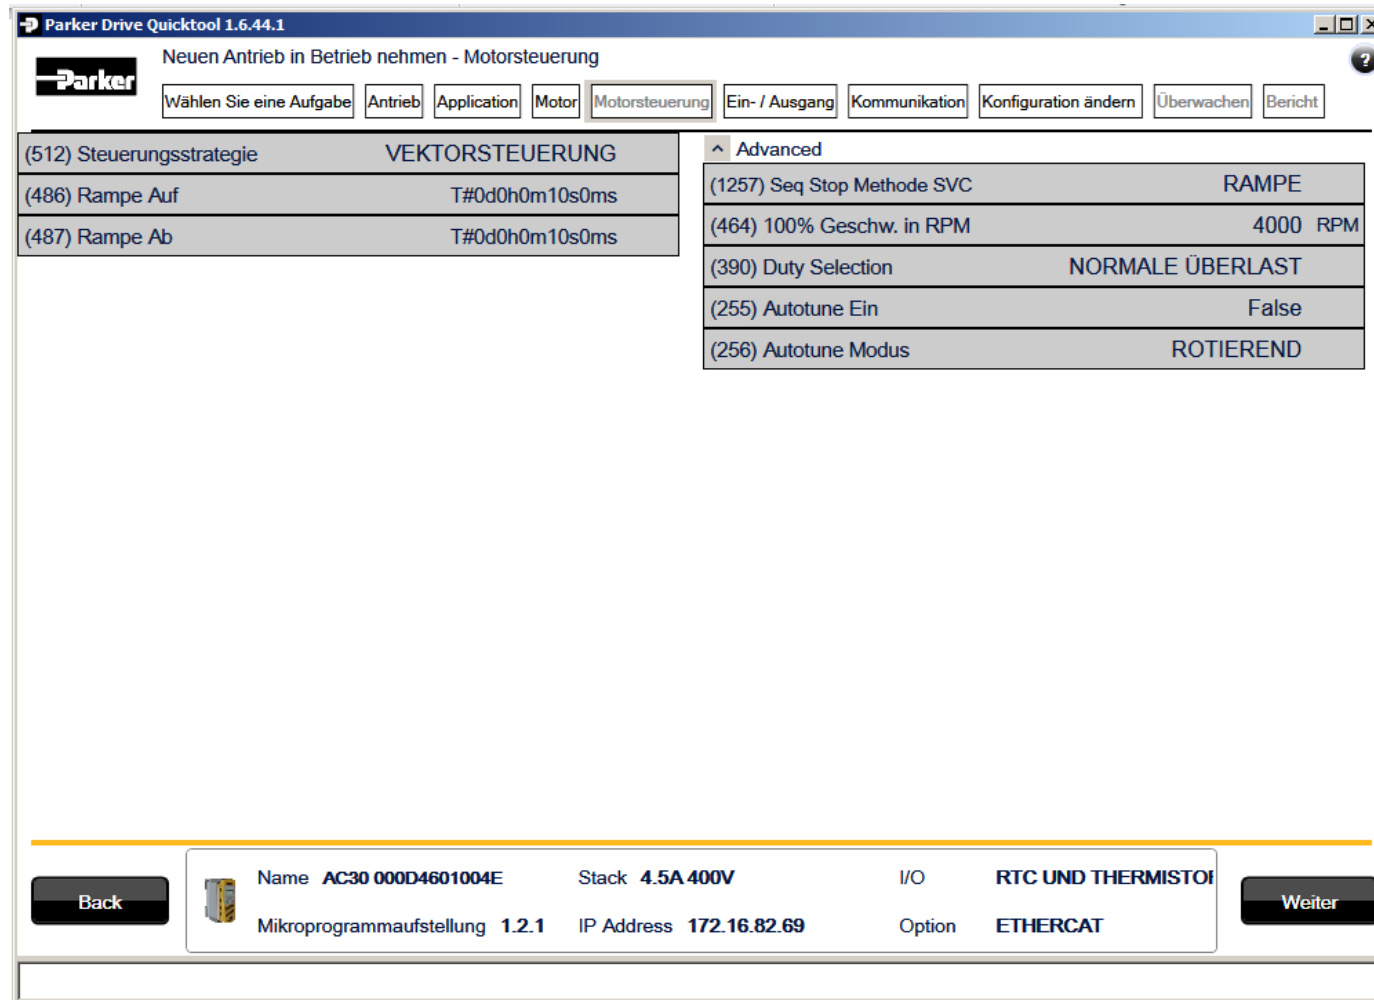 Parker Drive Quicktool 1.6.44.1
Neuen Antrieb in Betrieb nehmen - Motorsteuerung
Parker
Wählen Sie eine Aufgabe Antrieb Application Motor Motorsteuerung Ein- / Ausgang Kommunikation Konfiguration ändern Überwachen Bericht
(512) Steuerungsstrategie VEKTORSTEUERUNG
(486) Rampe Auf T#0d0h0m10s0ms
(487) Rampe Ab T#0d0h0m10s0ms
Advanced
(1257) Seq Stop Methode SVC RAMPE
(464) 100% Geschw. in RPM 4000 RPM
(390) Duty Selection NORMALE ÜBERLAST
(255) Autotune Ein False
(256) Autotune Modus ROTIEREND
Back
Name AC30 000D4601004E Stack 4.5A 400V I/O RTC UND THERMISTOR
Mikroprogrammaufstellung 1.2.1 IP Address 172.16.82.69 Option ETHERCAT
Weiter